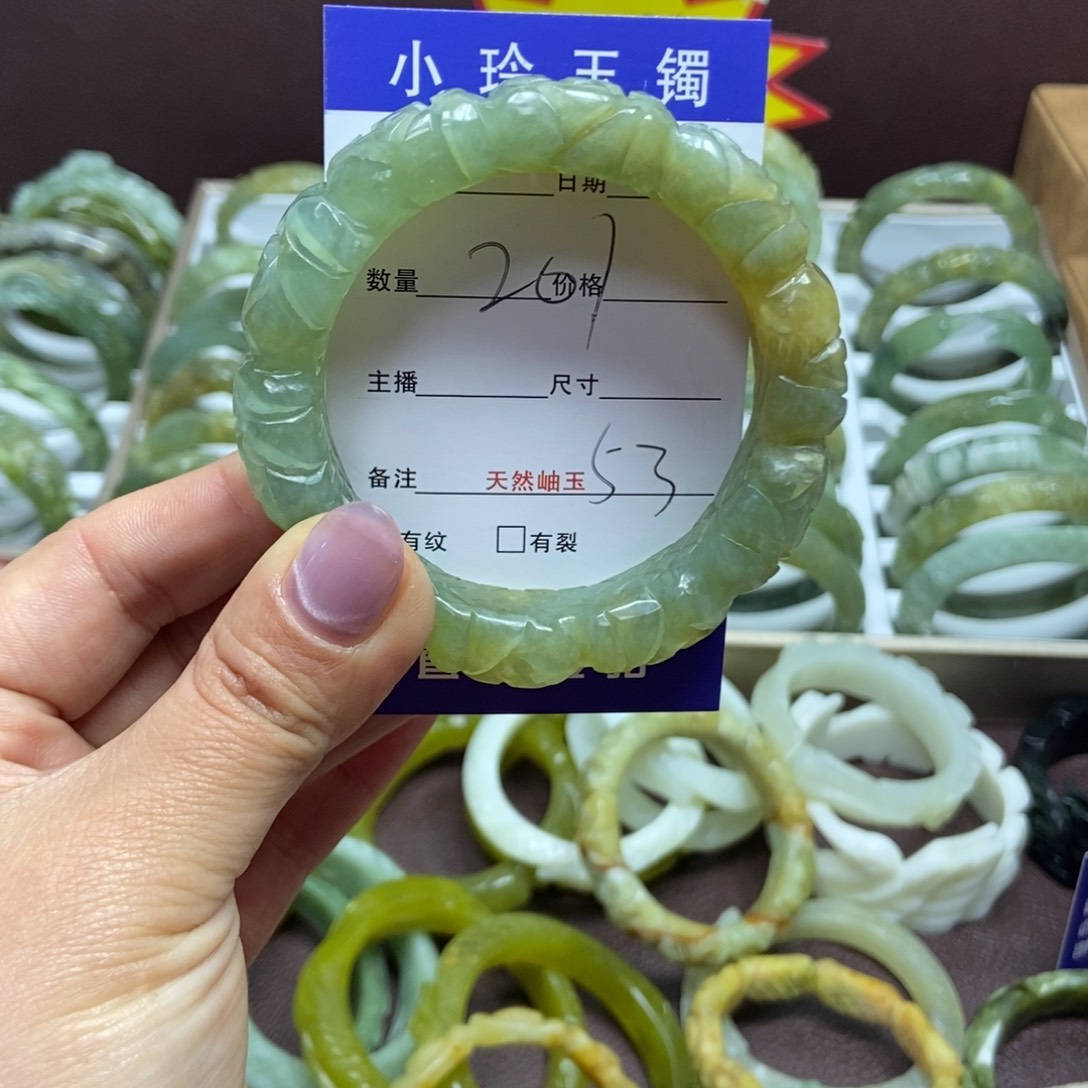 小玲玉镯
日期
数量 267 价格
主播 尺寸
备注 天然岫玉 53
有纹 □有裂